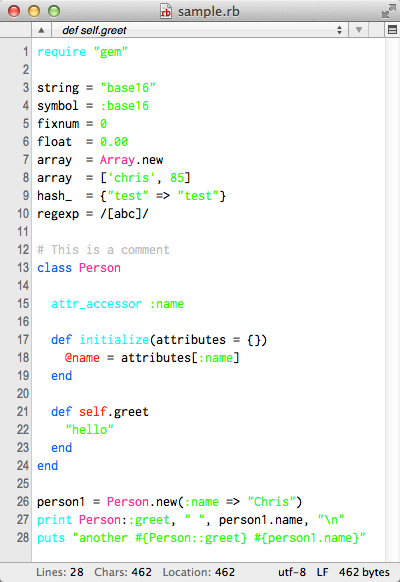 rb sample.rb
def self.greet
1 require "gem"
2
3 string = "base16"
4 symbol = :base16
5 fixnum = 0
6 float  = 0.00
7 array  = Array.new
8 array  = ['chris', 85]
9 hash_  = {"test" => "test"}
10 regexp = /[abc]/
11
12 # This is a comment
13 class Person
14
15   attr_accessor :name
16
17   def initialize(attributes = {})
18     @name = attributes[:name]
19   end
20
21   def self.greet
22     "hello"
23   end
24 end
25
26 person1 = Person.new(:name => "Chris")
27 print Person::greet, " ", person1.name, "\n"
28 puts "another #{Person::greet} #{person1.name}"
Lines: 28 Chars: 462 Location: 462 utf-8 LF 462 bytes